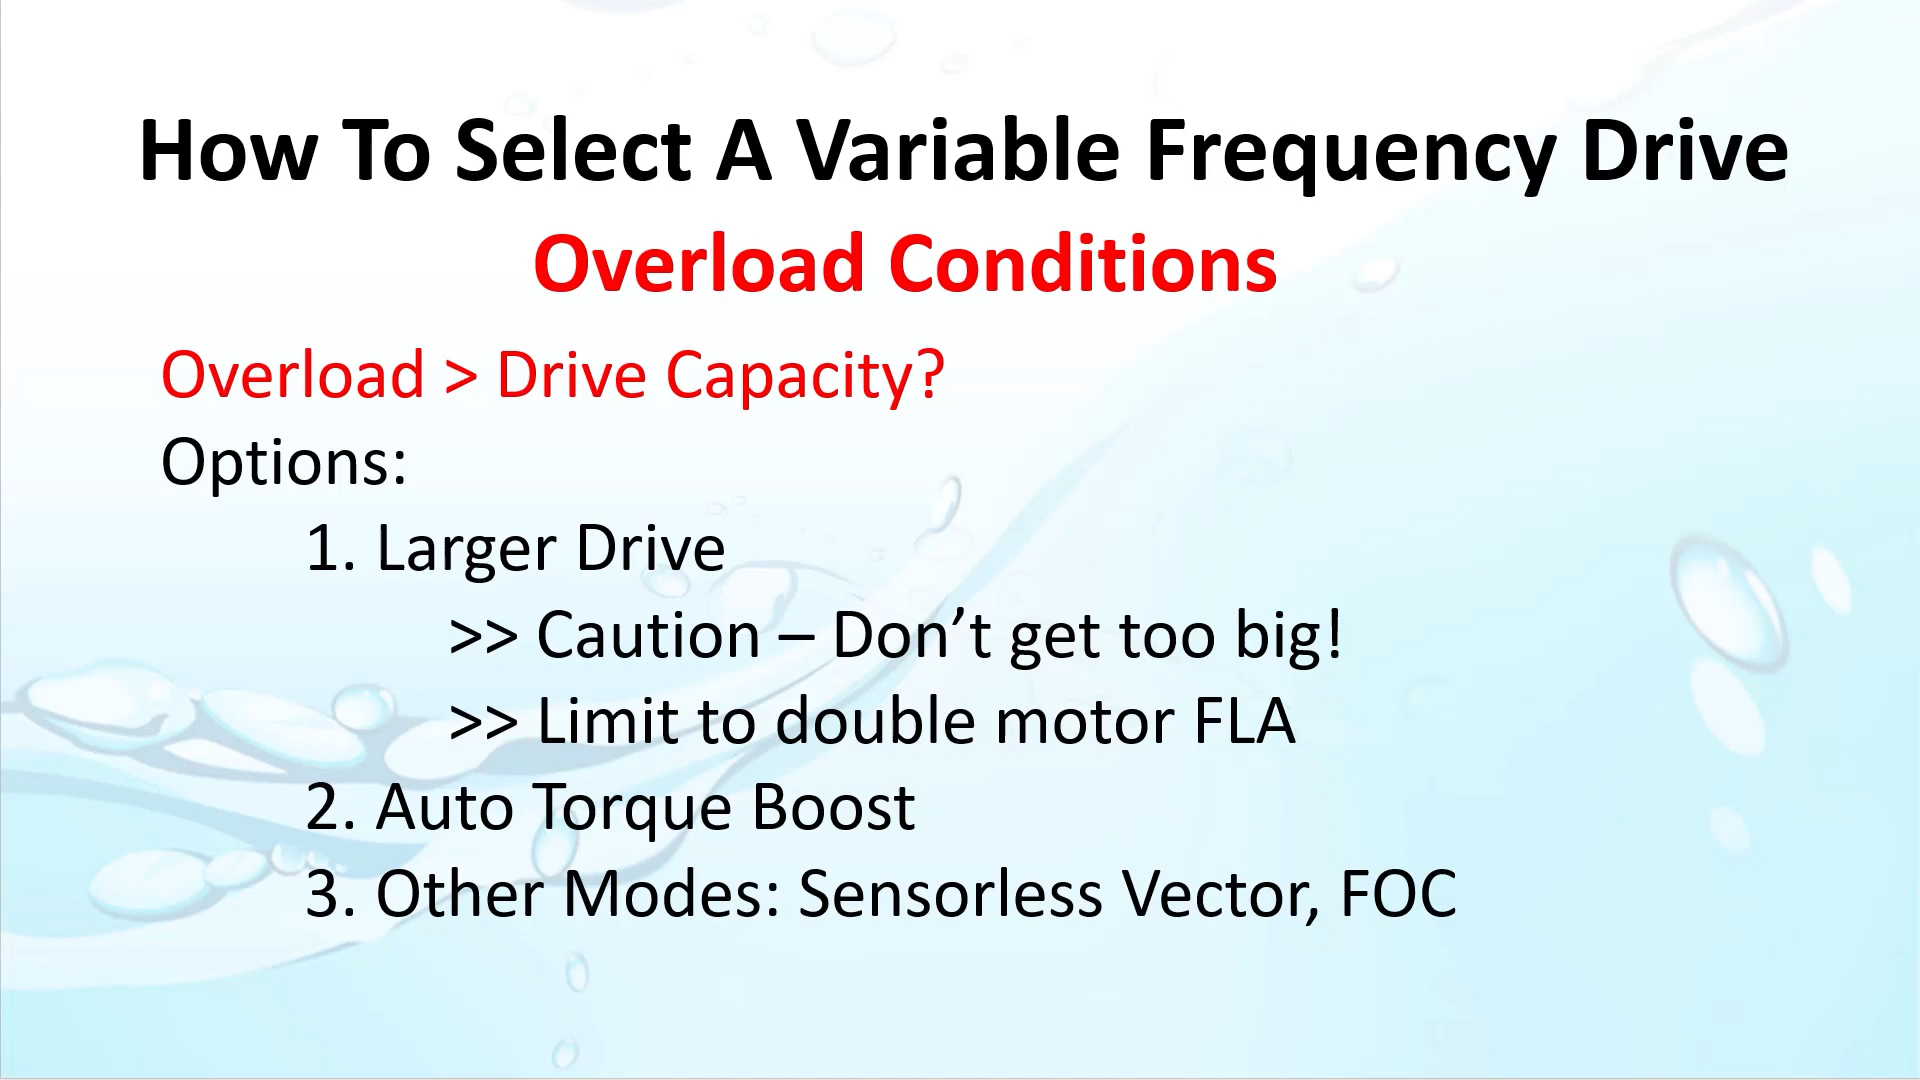 How To Select A Variable Frequency Drive
Overload Conditions
Overload > Drive Capacity?
Options:
1. Larger Drive
>> Caution – Don’t get too big!
>> Limit to double motor FLA
2. Auto Torque Boost
3. Other Modes: Sensorless Vector, FOC